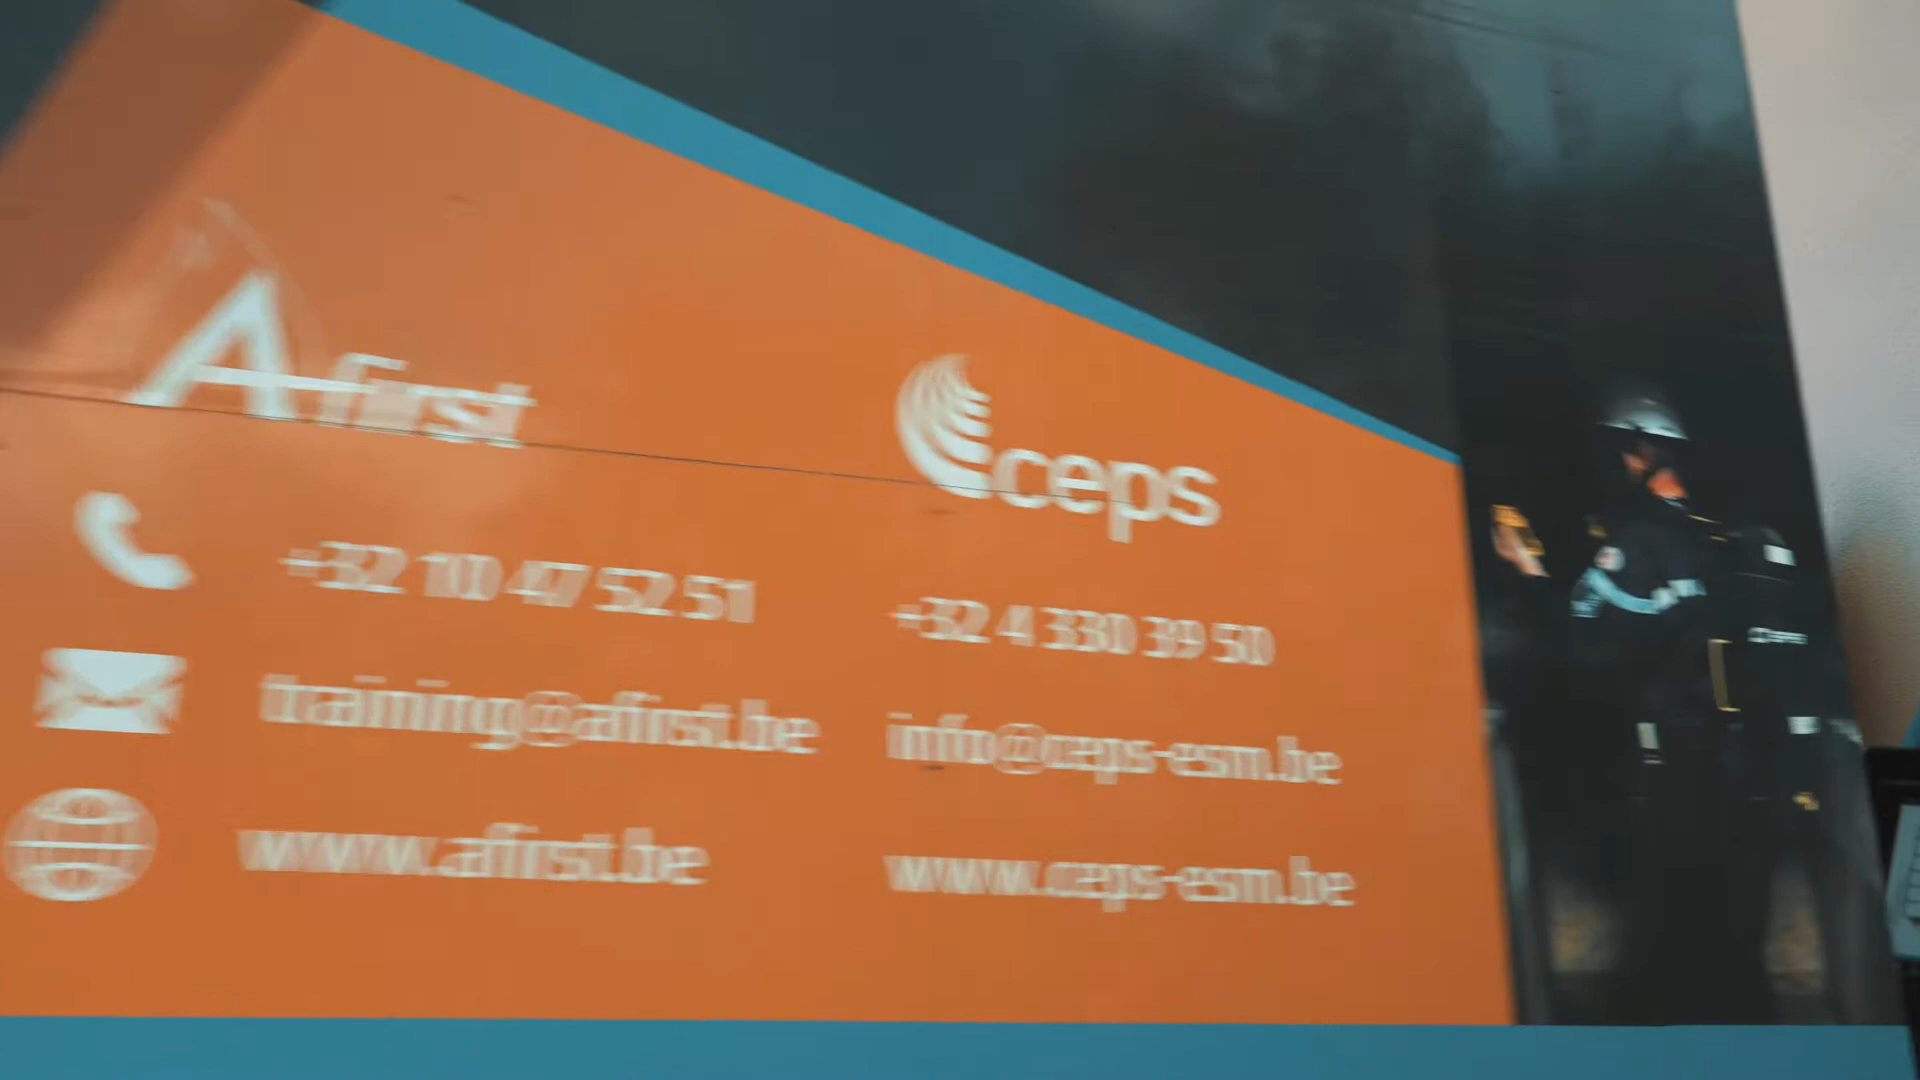 Afirst
ceps
+32 10 47 52 51
+32 4 330 39 50
training@afirst.be
info@ceps-esm.be
www.afirst.be
www.ceps-esm.be